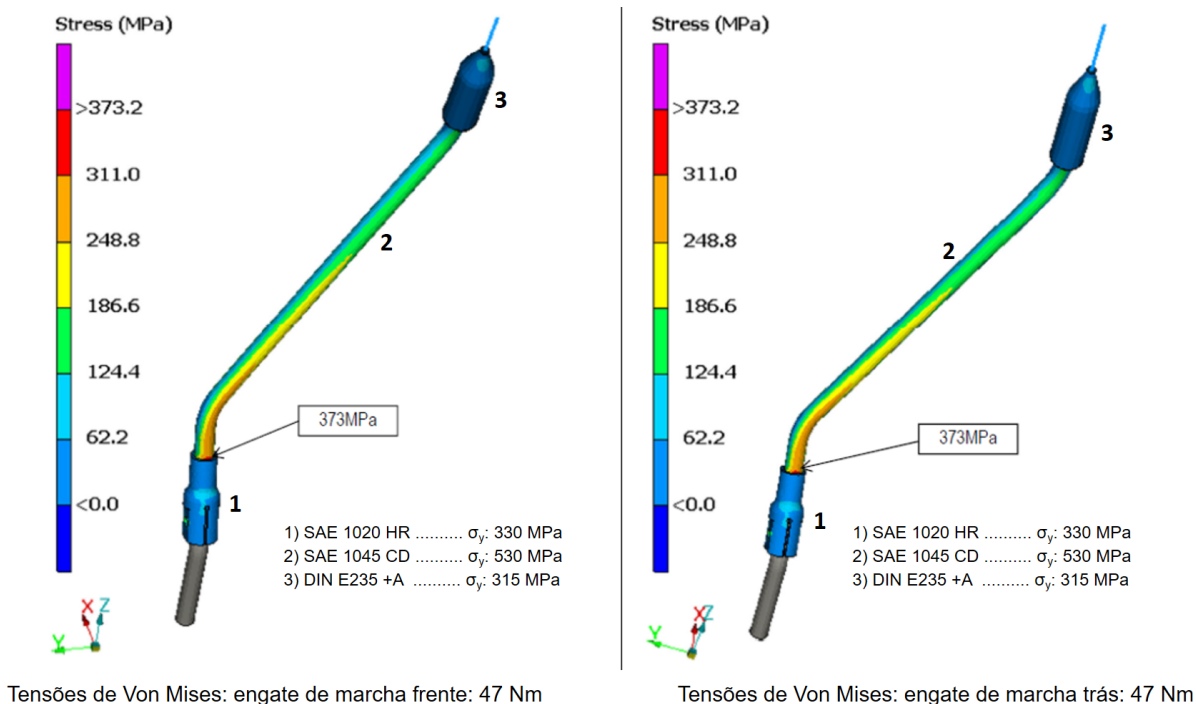 Stress (MPa)
>373.2
311.0
248.8
186.6
124.4
62.2
<0.0
3
2
373MPa
1
1) SAE 1020 HR .......... σy: 330 MPa
2) SAE 1045 CD .......... σy: 530 MPa
3) DIN E235 +A .......... σy: 315 MPa
X Z
Y
Tensões de Von Mises: engate de marcha frente: 47 Nm
Stress (MPa)
>373.2
311.0
248.8
186.6
124.4
62.2
<0.0
3
2
373MPa
1
1) SAE 1020 HR .......... σy: 330 MPa
2) SAE 1045 CD .......... σy: 530 MPa
3) DIN E235 +A .......... σy: 315 MPa
X Z
Y
Tensões de Von Mises: engate de marcha trás: 47 Nm